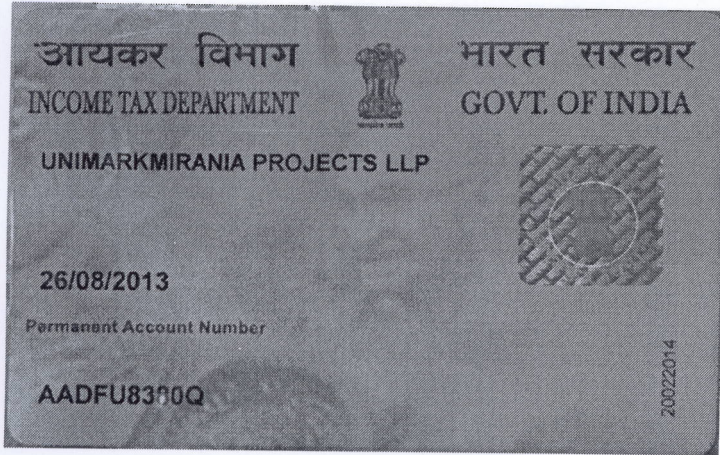 आयकर विभाग
भारत सरकार
INCOME TAX DEPARTMENT
GOVT. OF INDIA
UNIMARKMIRANIA PROJECTS LLP
26/08/2013
Permanent Account Number
20022014